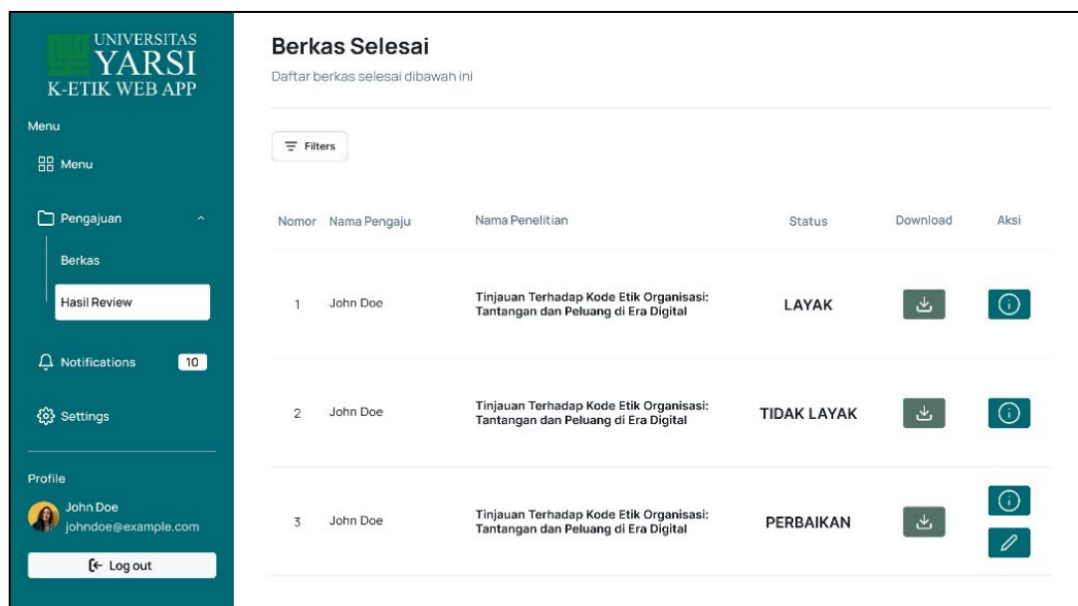 UNIVERSITAS
YARSI
K-ETIK WEB APP
Menu
Menu
Pengajuan
Berkas
Hasil Review
Notifications 10
Settings
Profile
John Doe
johndoe@example.com
Log out
Berkas Selesai
Daftar berkas selesai dibawah ini
Filters
Nomor Nama Pengaju Nama Penelitian Status Download Aksi
1 John Doe Tinjauan Terhadap Kode Etik Organisasi: LAYAK
Tantangan dan Peluang di Era Digital
2 John Doe Tinjauan Terhadap Kode Etik Organisasi: TIDAK LAYAK
Tantangan dan Peluang di Era Digital
3 John Doe Tinjauan Terhadap Kode Etik Organisasi: PERBAIKAN
Tantangan dan Peluang di Era Digital